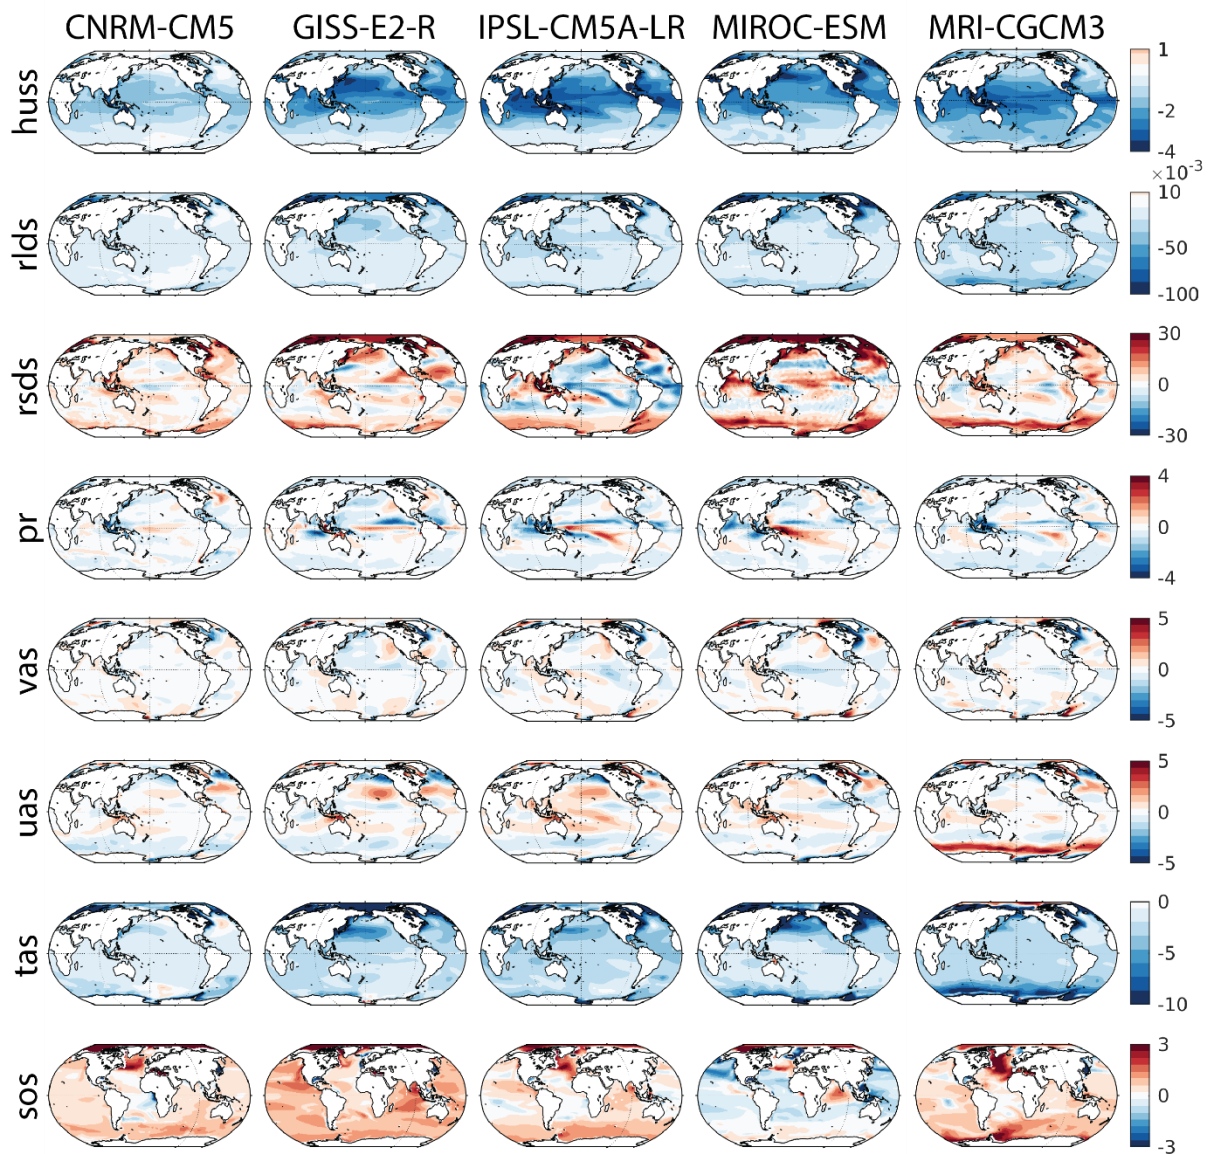 CNRM-CM5 GISS-E2-R IPSL-CM5A-LR MIROC-ESM MRI-CGCM3
huss
1
-2
-4
×10⁻³
rlds
10
-50
-100
rsds
30
0
-30
pr
4
0
-4
vas
5
0
-5
uas
5
0
-5
tas
0
-5
-10
sos
3
0
-3